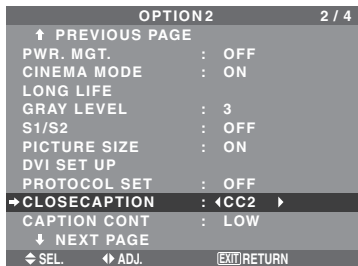 OPTION2 2 / 4
↑ PREVIOUS PAGE
PWR. MGT. : OFF
CINEMA MODE : ON
LONG LIFE
GRAY LEVEL : 3
S1/S2 : OFF
PICTURE SIZE : ON
DVI SET UP
PROTOCOL SET : OFF
→ CLOSECAPTION : ◂CC2 ▸
CAPTION CONT : LOW
↓ NEXT PAGE
SEL. ADJ. EXIT RETURN